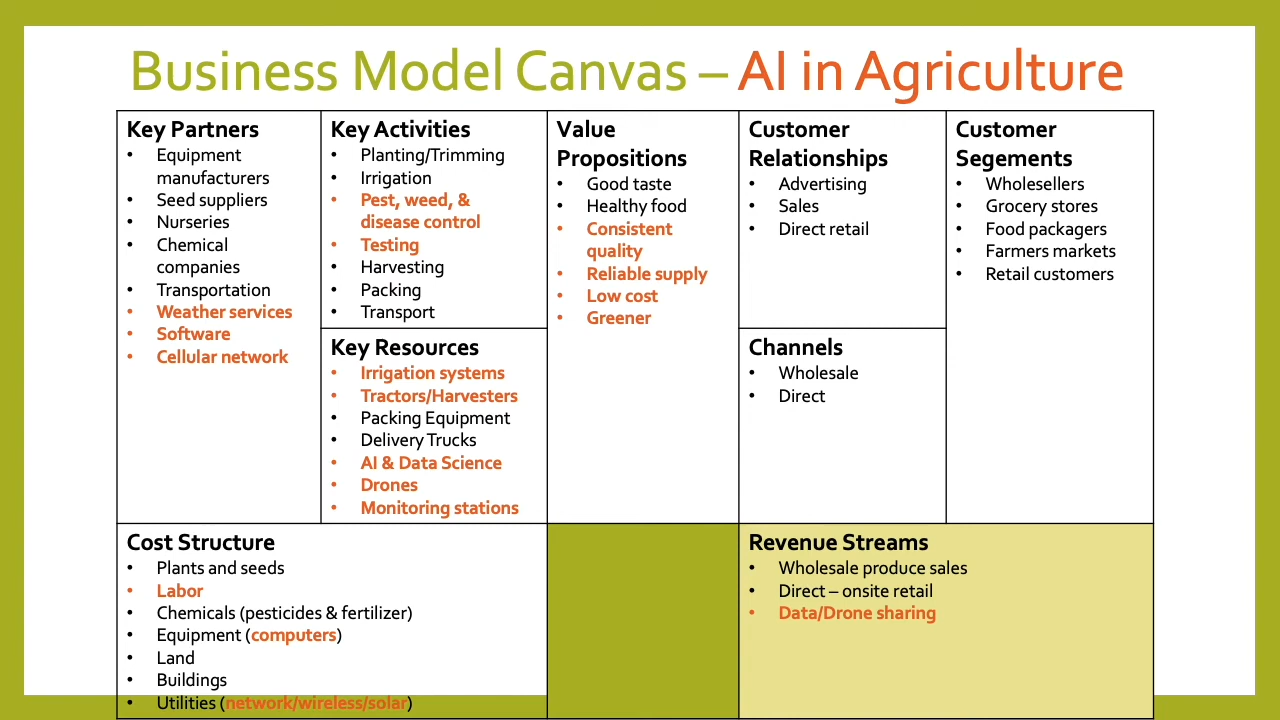 Business Model Canvas – AI in Agriculture
Key Partners
• Equipment
manufacturers
• Seed suppliers
• Nurseries
• Chemical
companies
• Transportation
• Weather services
• Software
• Cellular network
Key Activities
• Planting/Trimming
• Irrigation
• Pest, weed, &
disease control
• Testing
• Harvesting
• Packing
• Transport
Key Resources
• Irrigation systems
• Tractors/Harvesters
• Packing Equipment
• Delivery Trucks
• AI & Data Science
• Drones
• Monitoring stations
Value
Propositions
• Good taste
• Healthy food
• Consistent
quality
• Reliable supply
• Low cost
• Greener
Customer
Relationships
• Advertising
• Sales
• Direct retail
Channels
• Wholesale
• Direct
Customer
Segements
• Wholesellers
• Grocery stores
• Food packagers
• Farmers markets
• Retail customers
Cost Structure
• Plants and seeds
• Labor
• Chemicals (pesticides & fertilizer)
• Equipment (computers)
• Land
• Buildings
• Utilities (network/wireless/solar)
Revenue Streams
• Wholesale produce sales
• Direct – onsite retail
• Data/Drone sharing